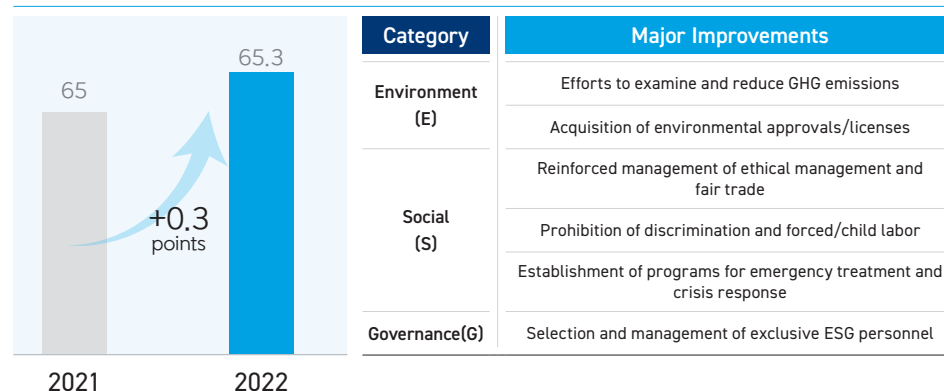 65
65.3
+0.3
points
2021
2022
Category
Major Improvements
Environment
(E)
Efforts to examine and reduce GHG emissions
Acquisition of environmental approvals/licenses
Social
(S)
Reinforced management of ethical management and
fair trade
Prohibition of discrimination and forced/child labor
Establishment of programs for emergency treatment and
crisis response
Governance(G)
Selection and management of exclusive ESG personnel